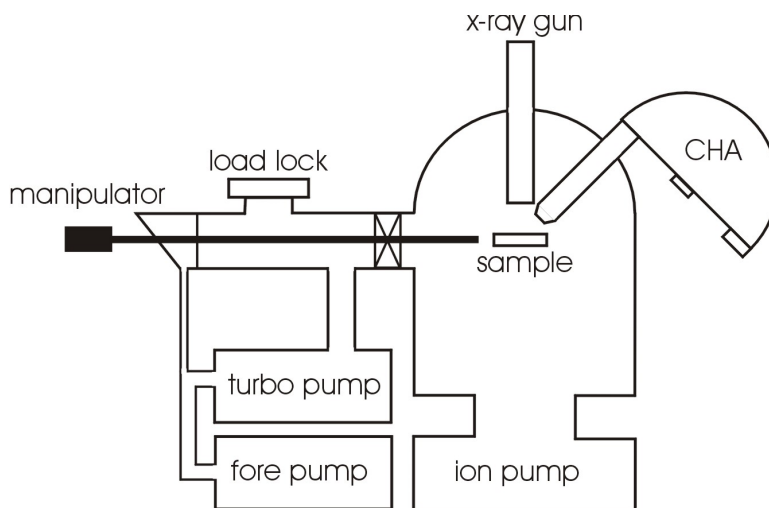 x-ray gun
CHA
load lock
manipulator
sample
turbo pump
fore pump
ion pump